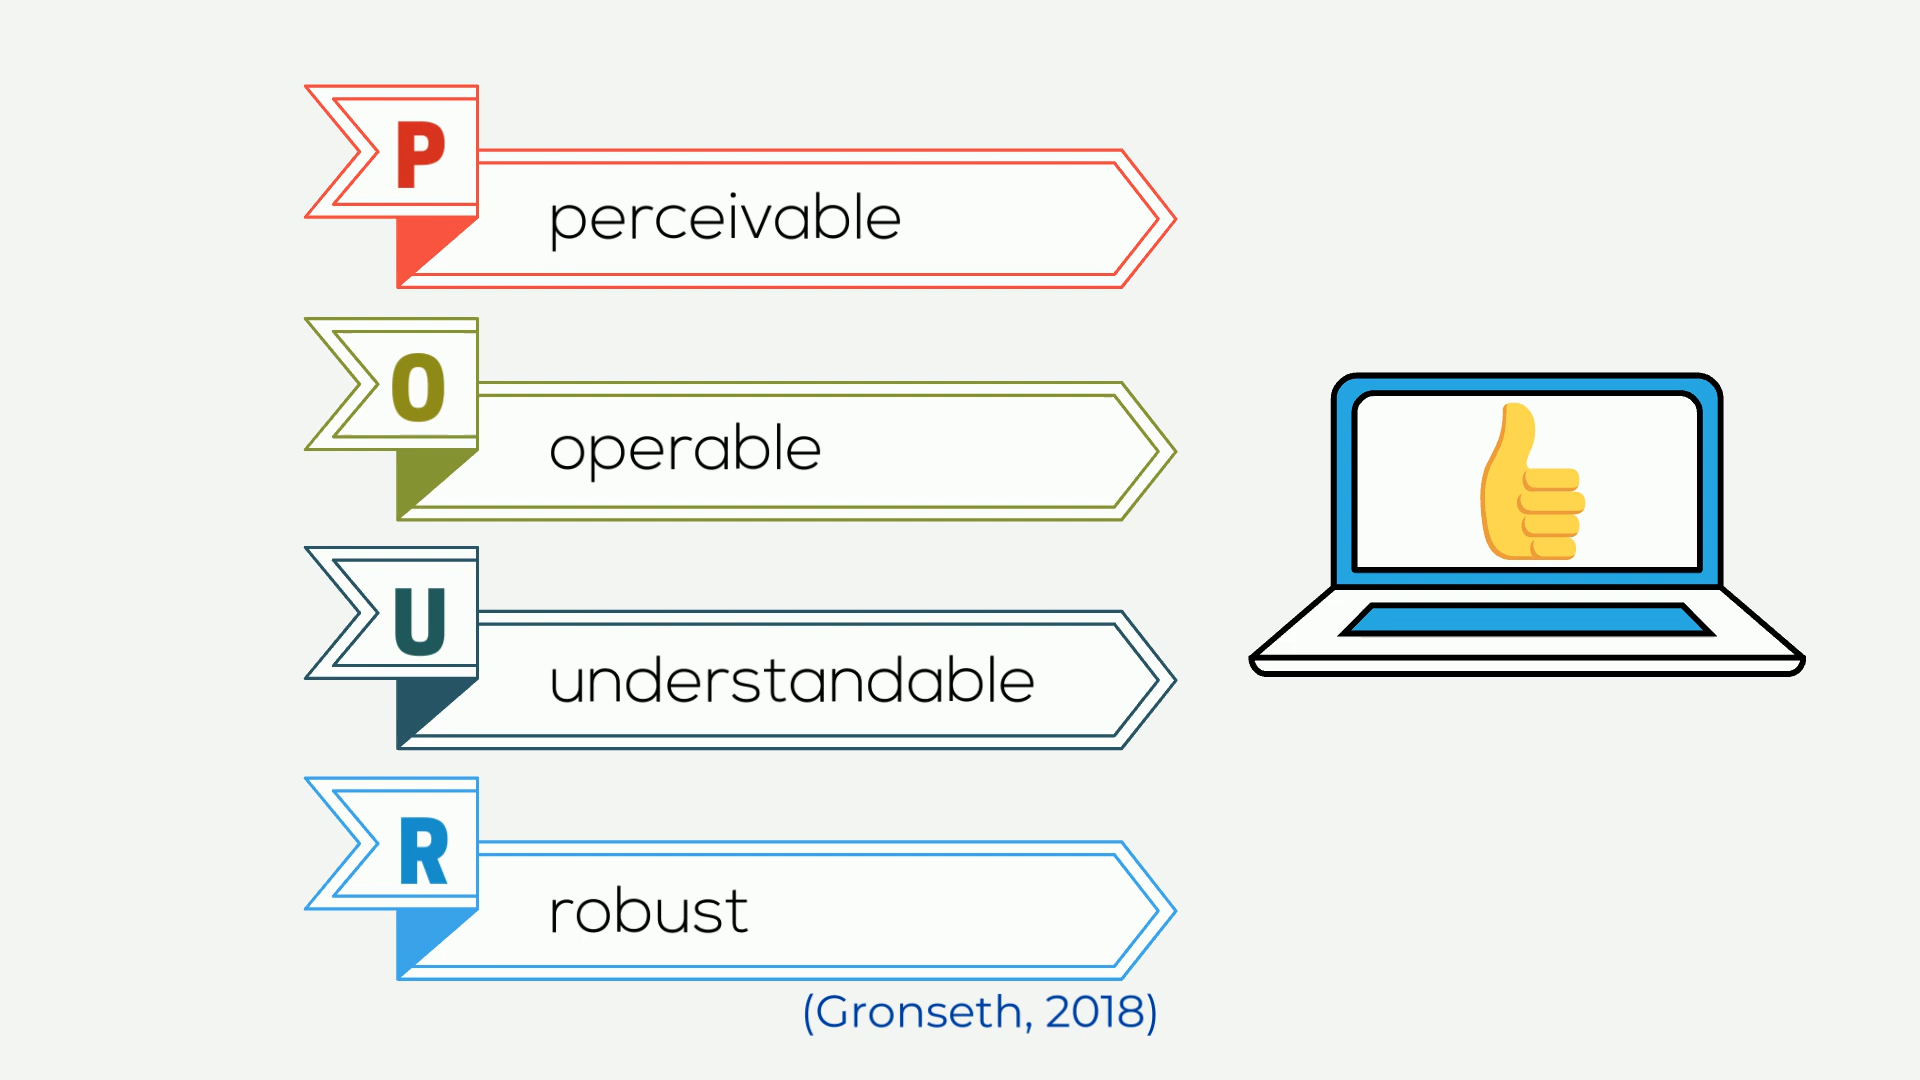 P
perceivable
O
operable
U
understandable
R
robust
(Gronseth, 2018)